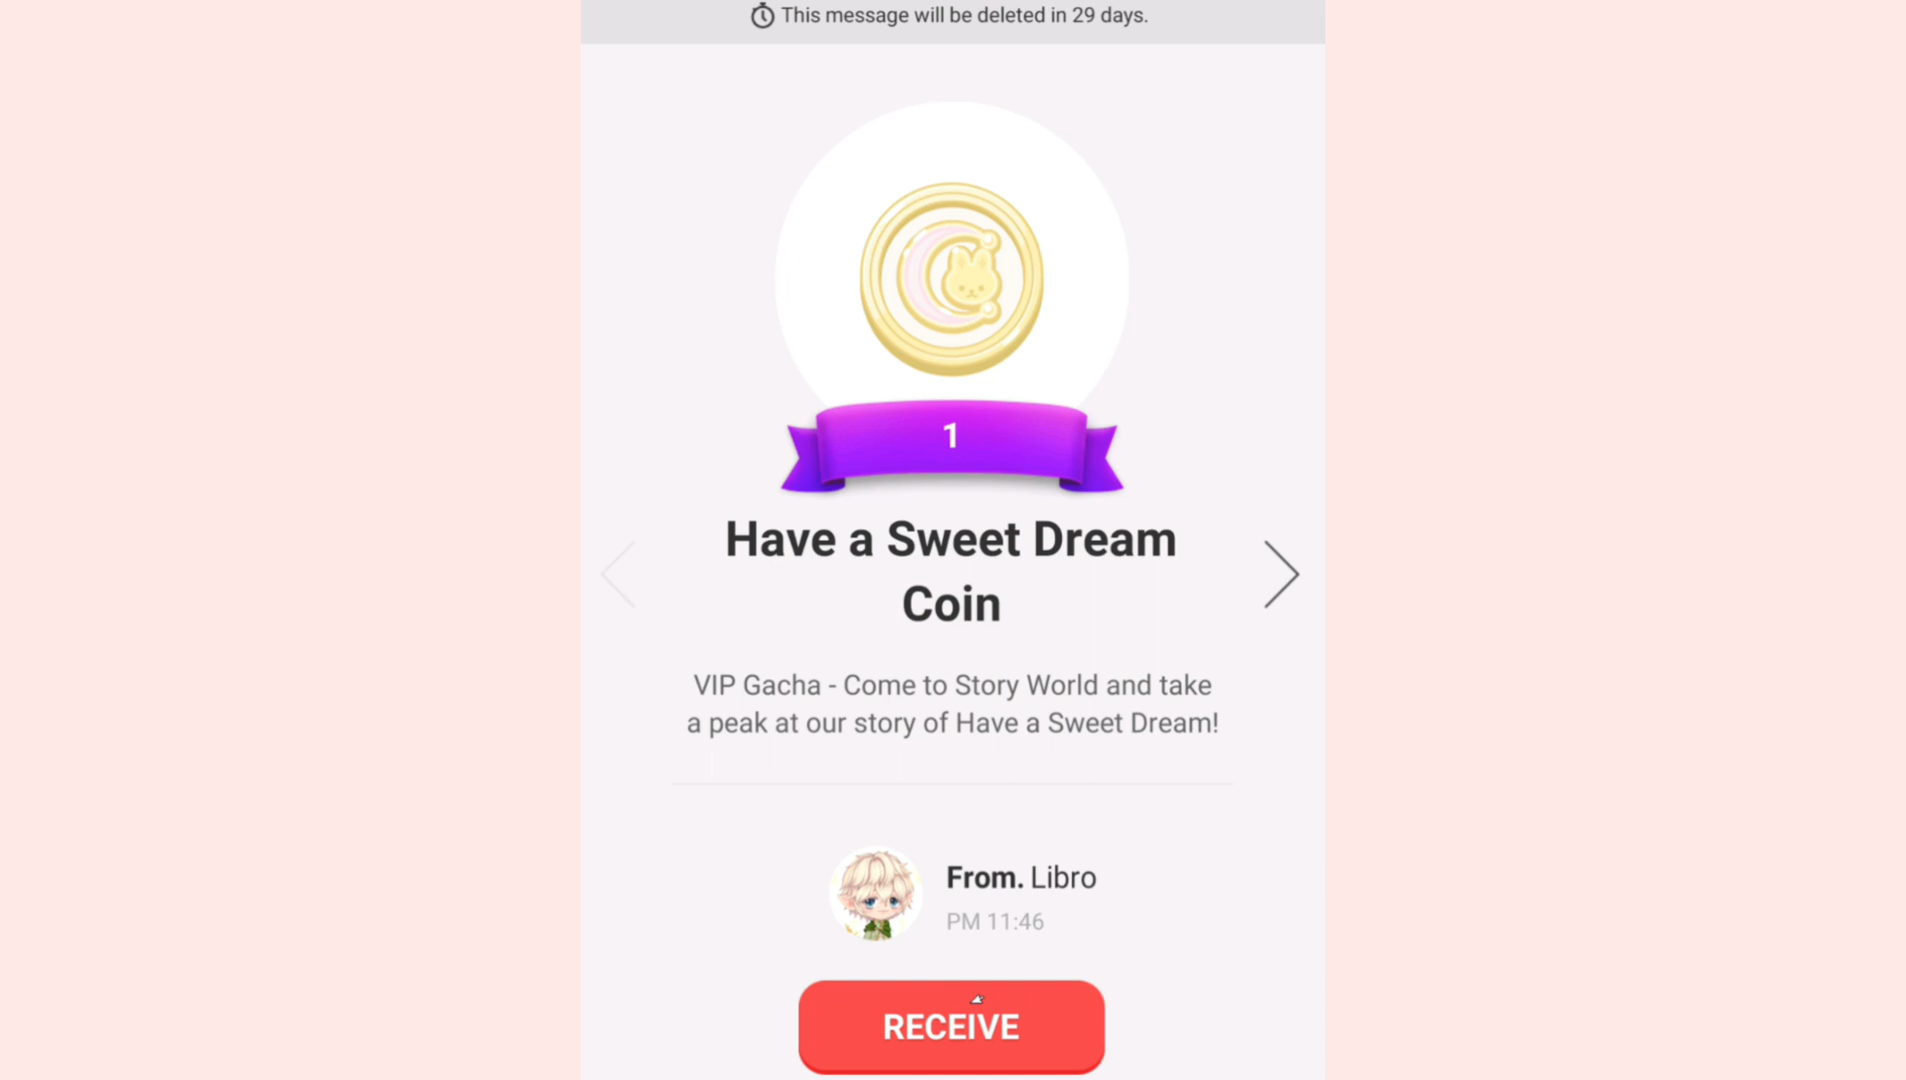 This message will be deleted in 29 days.
1
Have a Sweet Dream
Coin
VIP Gacha - Come to Story World and take
a peak at our story of Have a Sweet Dream!
From. Libro
PM 11:46
RECEIVE